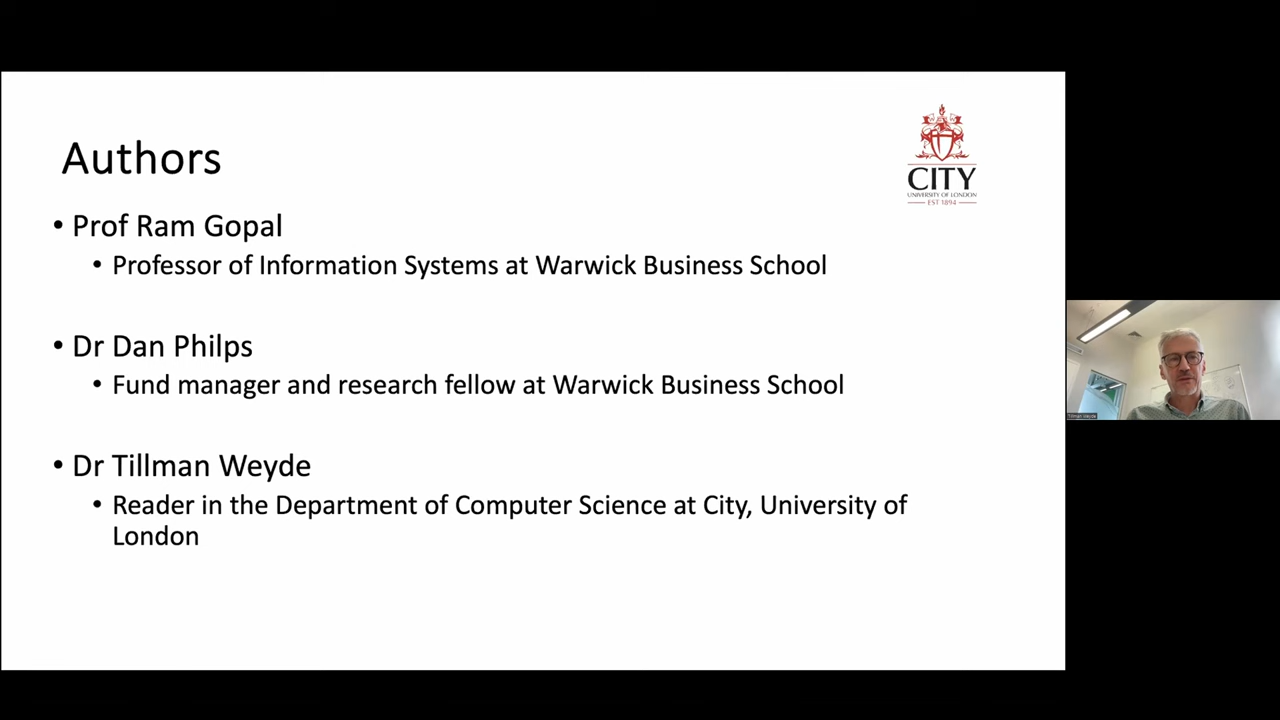 Authors
CITY
UNIVERSITY OF LONDON
EST 1894
• Prof Ram Gopal
• Professor of Information Systems at Warwick Business School
• Dr Dan Philps
• Fund manager and research fellow at Warwick Business School
• Dr Tillman Weyde
• Reader in the Department of Computer Science at City, University of
London
Tillman Weyde